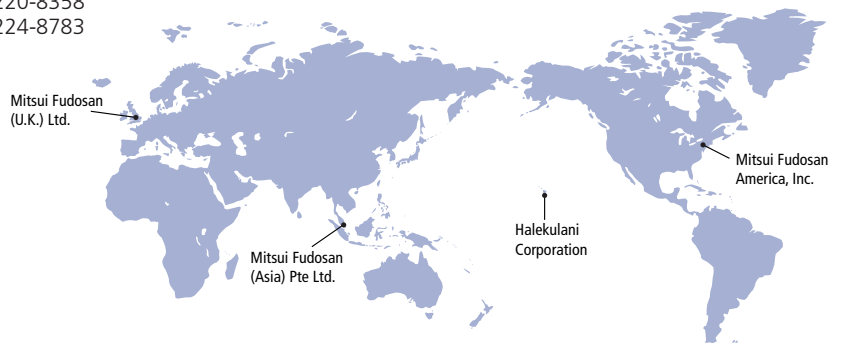 220-8358
224-8783
Mitsui Fudosan
(U.K.) Ltd.
Mitsui Fudosan
America, Inc.
Halekulani
Corporation
Mitsui Fudosan
(Asia) Pte Ltd.